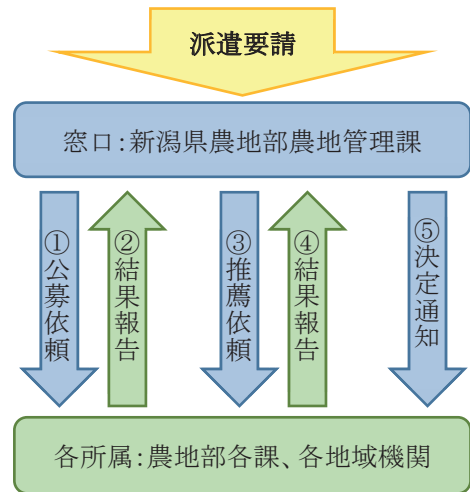 派遣要請
窓口:新潟県農地部農地管理課
①公募依頼
②結果報告
③推薦依頼
④結果報告
⑤決定通知
各所属:農地部各課、各地域機関